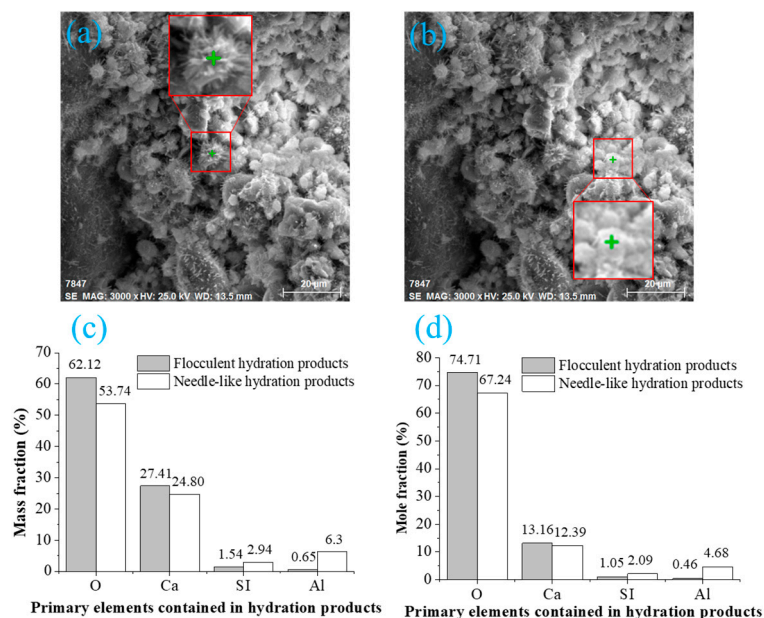 (a)
7847
SE MAG: 3000 x HV: 25.0 kV WD: 13.5 mm
20 µm
(b)
7847
SE MAG: 3000 x HV: 25.0 kV WD: 13.5 mm
20 µm
(c)
Mass fraction (%)
70
60
50
40
30
20
10
0
Flocculent hydration products
Needle-like hydration products
62.12
53.74
27.41
24.80
1.54
2.94
0.65
6.3
O
Ca
SI
Al
Primary elements contained in hydration products
(d)
Mole fraction (%)
80
70
60
50
40
30
20
10
0
Flocculent hydration products
Needle-like hydration products
74.71
67.24
13.16
12.39
1.05
2.09
0.46
4.68
O
Ca
SI
Al
Primary elements contained in hydration products